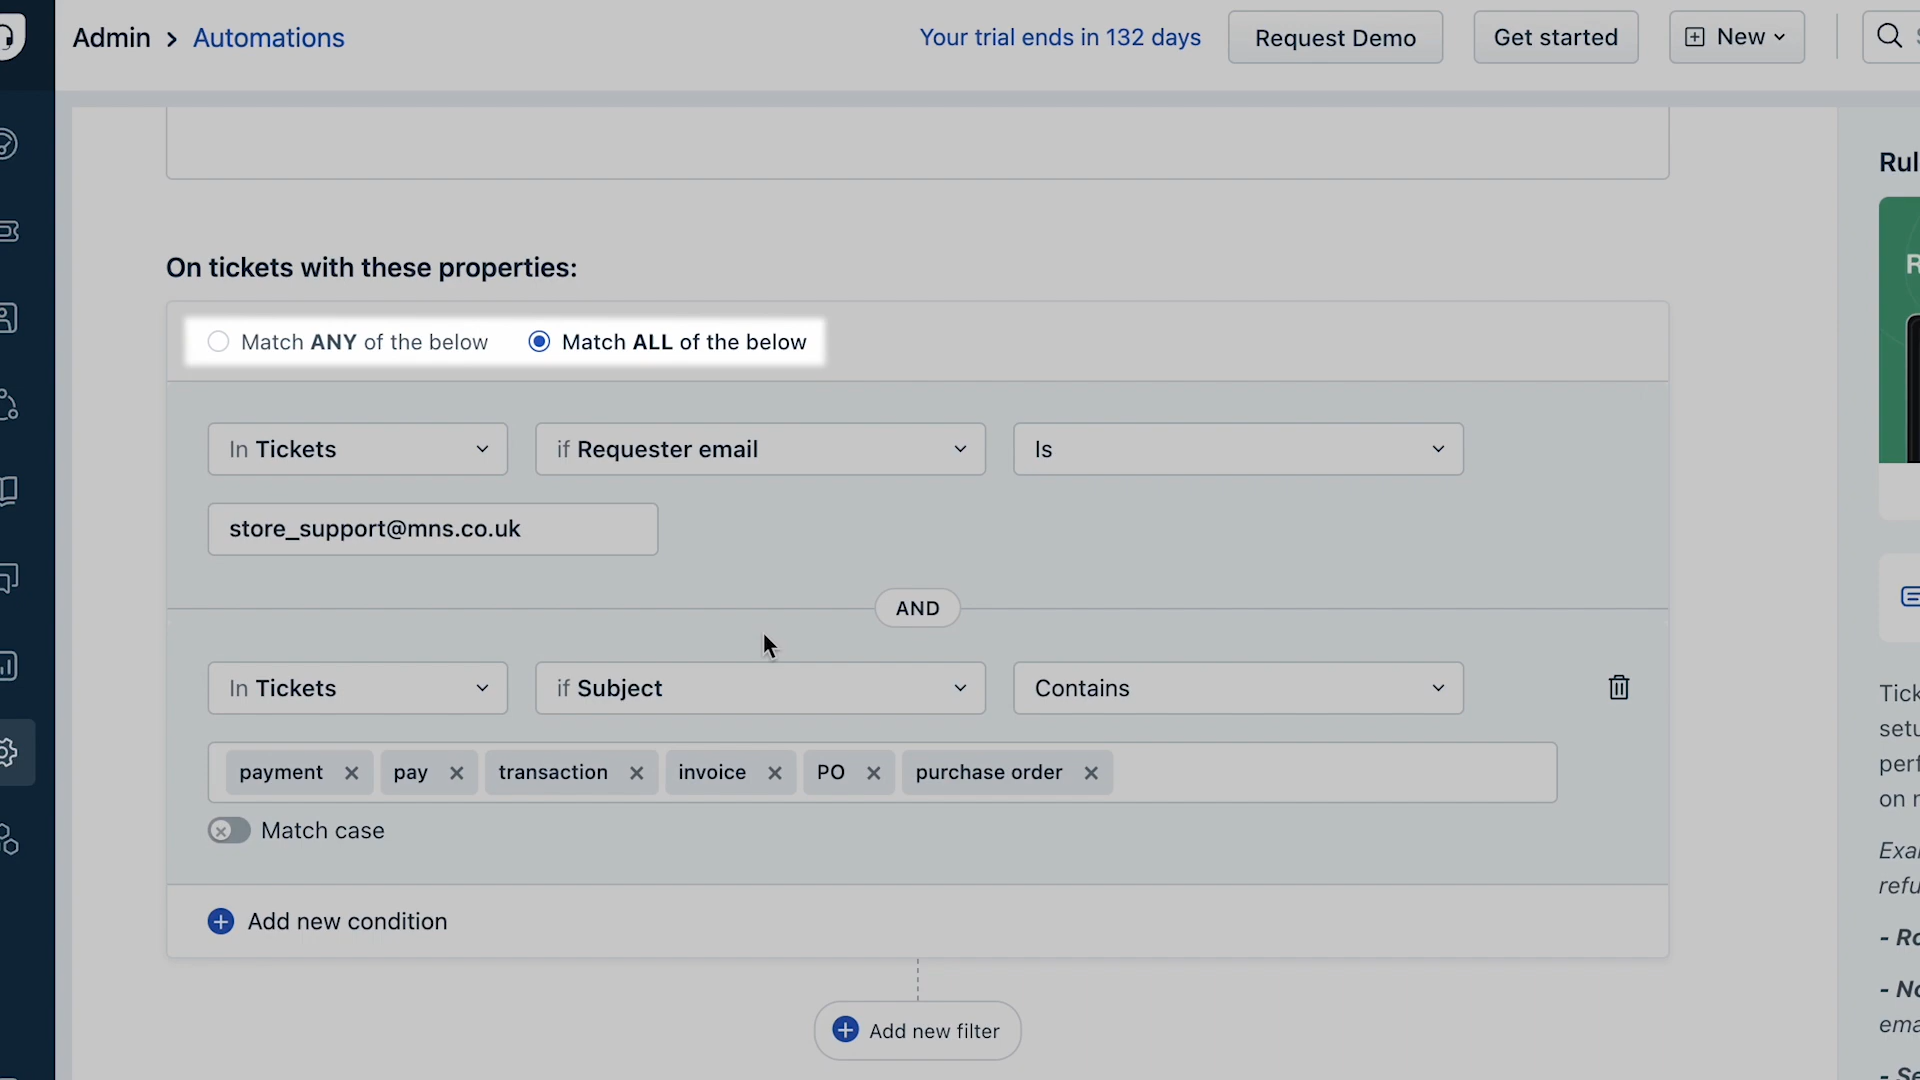 Admin > Automations
Your trial ends in 132 days
Request Demo
Get started
New
On tickets with these properties:
Match ANY of the below
Match ALL of the below
In Tickets
if Requester email
Is
store_support@mns.co.uk
AND
In Tickets
if Subject
Contains
payment
pay
transaction
invoice
PO
purchase order
Match case
Add new condition
Add new filter
on